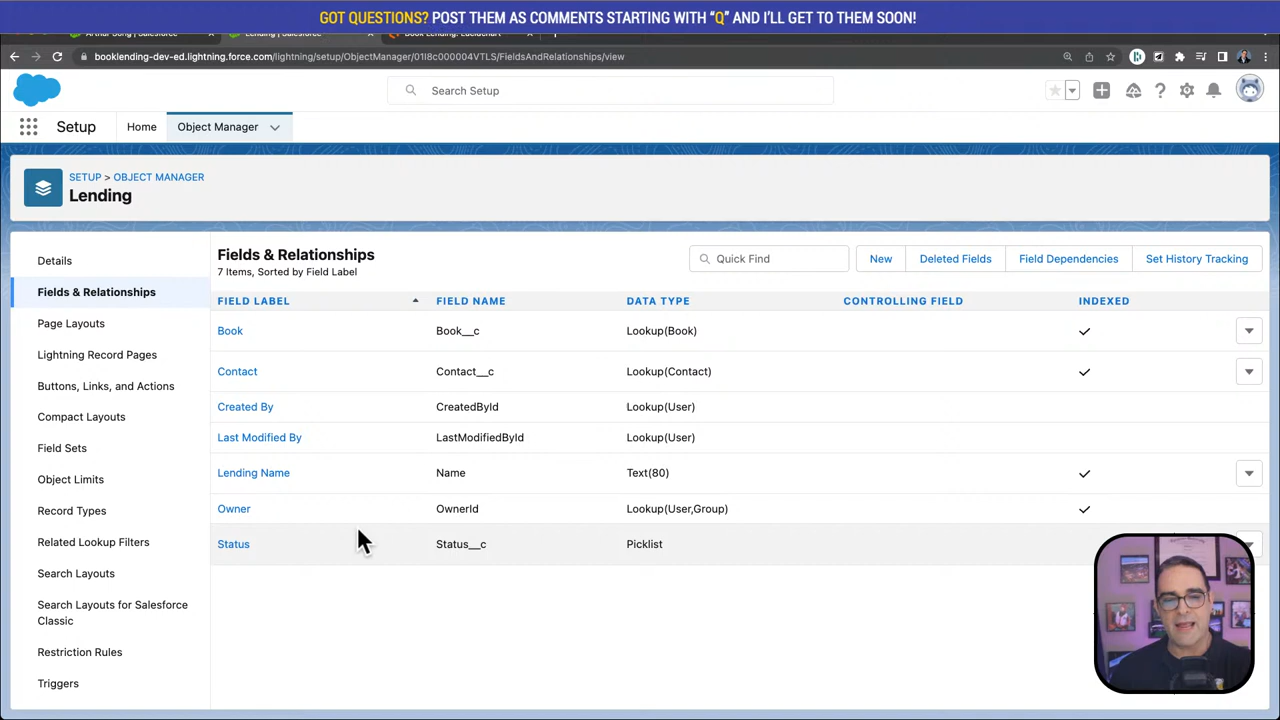 GOT QUESTIONS? POST THEM AS COMMENTS STARTING WITH “Q” AND I’LL GET TO THEM SOON!
booklending-dev-ed.lightning.force.com/lightning/setup/ObjectManager/01I8c000004VTLS/FieldsAndRelationships/view
Search Setup
Setup
Home
Object Manager
SETUP > OBJECT MANAGER
Lending
Details
Fields & Relationships
Page Layouts
Lightning Record Pages
Buttons, Links, and Actions
Compact Layouts
Field Sets
Object Limits
Record Types
Related Lookup Filters
Search Layouts
Search Layouts for Salesforce
Classic
Restriction Rules
Triggers
Fields & Relationships
7 Items, Sorted by Field Label
Quick Find
New
Deleted Fields
Field Dependencies
Set History Tracking
FIELD LABEL FIELD NAME DATA TYPE CONTROLLING FIELD INDEXED
Book Book__c Lookup(Book)
Contact Contact__c Lookup(Contact)
Created By CreatedById Lookup(User)
Last Modified By LastModifiedById Lookup(User)
Lending Name Name Text(80)
Owner OwnerId Lookup(User,Group)
Status Status__c Picklist